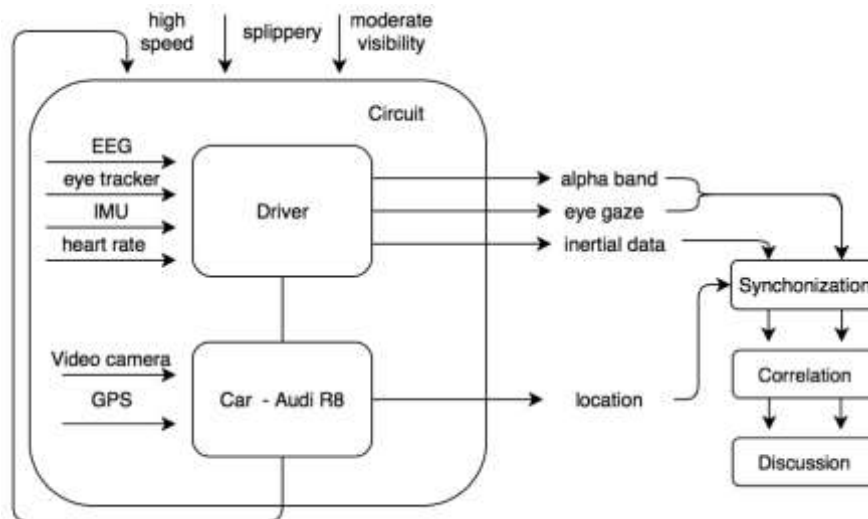 high
speed
splippery
moderate
visibility
Circuit
EEG
eye tracker
IMU
heart rate
Driver
alpha band
eye gaze
inertial data
Synchonization
Video camera
GPS
Car - Audi R8
location
Correlation
Discussion